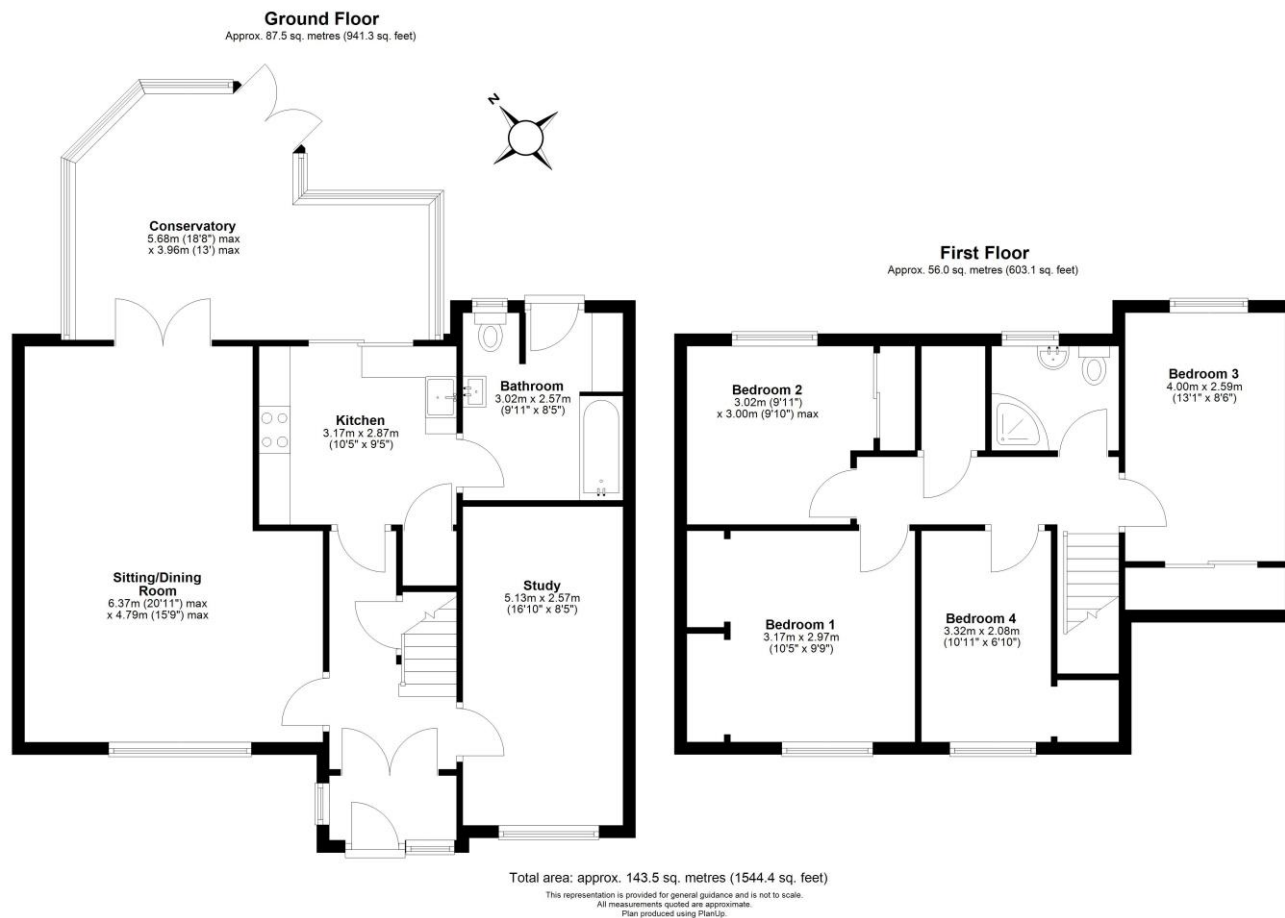 Ground Floor
Approx. 87.5 sq. metres (941.3 sq. feet)
N
Conservatory
5.68m (18'8") max
x 3.96m (13') max
Bathroom
3.02m x 2.57m
(9'11" x 8'5")
Kitchen
3.17m x 2.87m
(10'5" x 9'5")
Sitting/Dining
Room
6.37m (20'11") max
x 4.79m (15'9") max
Study
5.13m x 2.57m
(16'10" x 8'5")
First Floor
Approx. 56.0 sq. metres (603.1 sq. feet)
Bedroom 2
3.02m (9'11")
x 3.00m (9'10") max
Bedroom 3
4.00m x 2.59m
(13'1" x 8'6")
Bedroom 1
3.17m x 2.97m
(10'5" x 9'9")
Bedroom 4
3.32m x 2.08m
(10'11" x 6'10")
Total area: approx. 143.5 sq. metres (1544.4 sq. feet)
This representation is provided for general guidance and is not to scale.
All measurements quoted are approximate.
Plan produced using PlanUp.